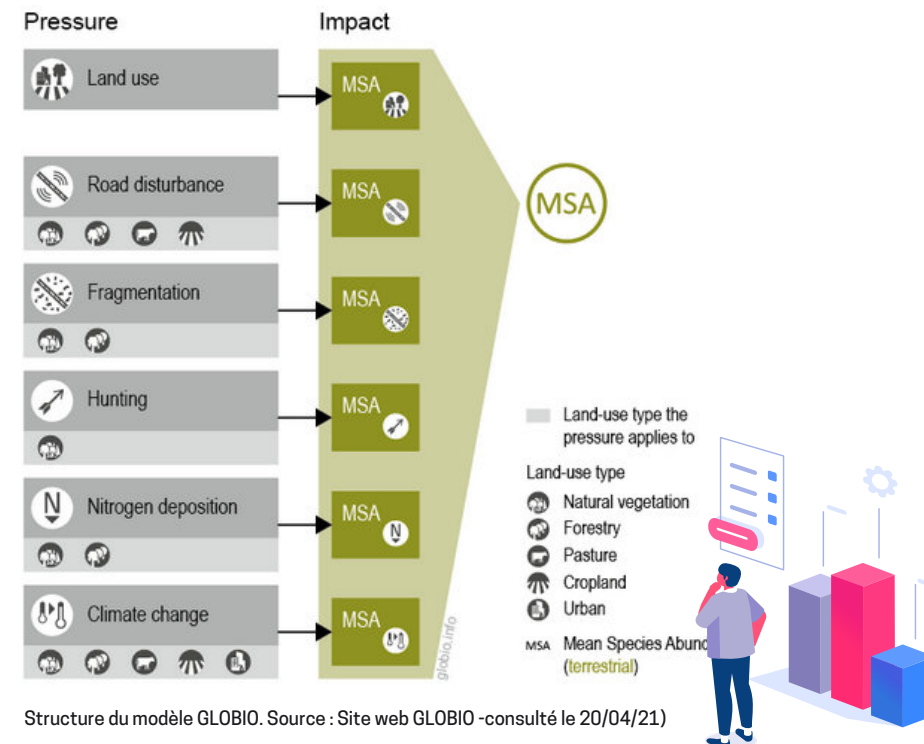 Pressure
Impact
Land use
MSA
Road disturbance
MSA
MSA
Fragmentation
MSA
Hunting
MSA
Nitrogen deposition
N
MSA
N
Climate change
MSA
globio.info
Land-use type the
pressure applies to
Land-use type
Natural vegetation
Forestry
Pasture
Cropland
Urban
MSA Mean Species Abunc
(terrestrial)
Structure du modèle GLOBIO. Source : Site web GLOBIO -consulté le 20/04/21)